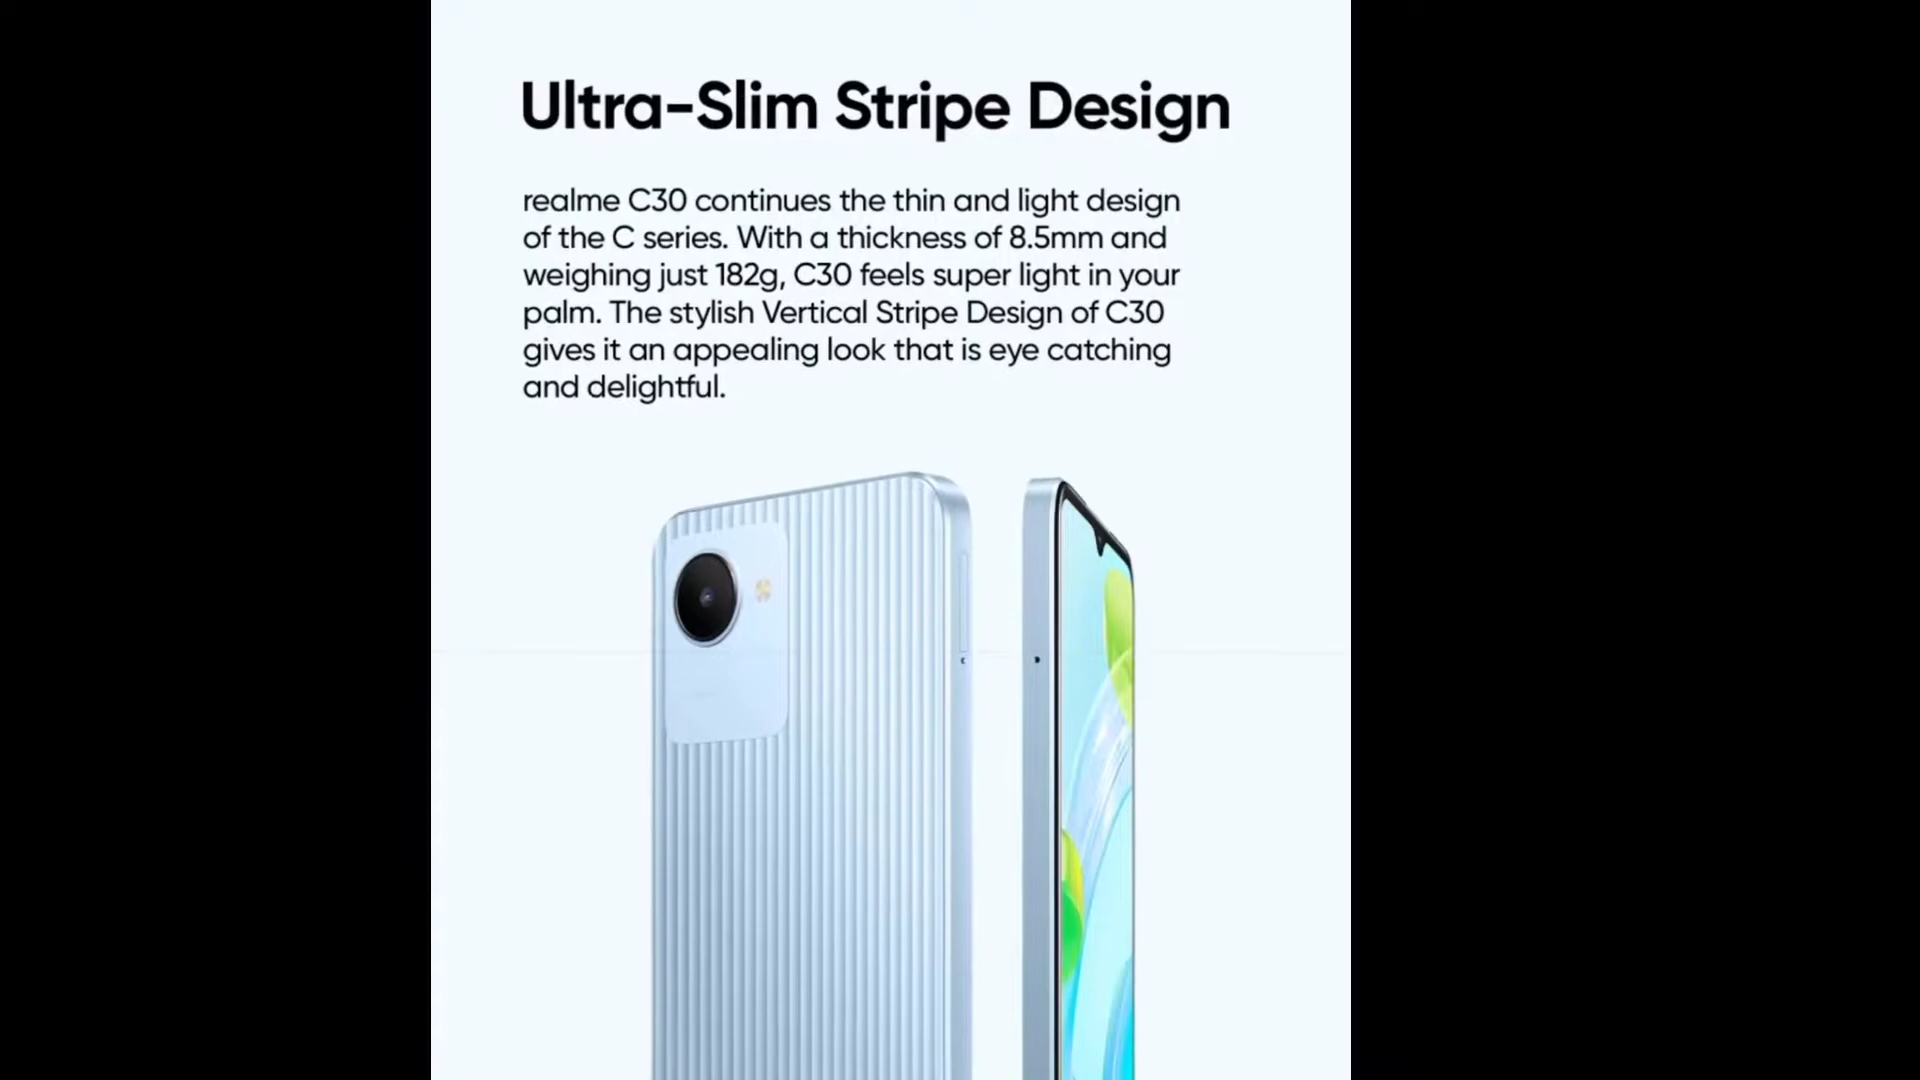 Ultra-Slim Stripe Design
realme C30 continues the thin and light design
of the C series. With a thickness of 8.5mm and
weighing just 182g, C30 feels super light in your
palm. The stylish Vertical Stripe Design of C30
gives it an appealing look that is eye catching
and delightful.